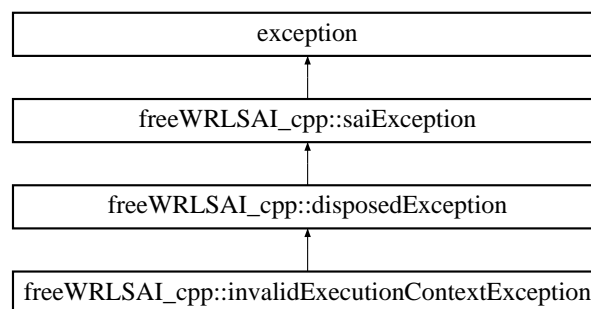 exception
freeWRLSAI_cpp::saiException
freeWRLSAI_cpp::disposedException
freeWRLSAI_cpp::invalidExecutionContextException